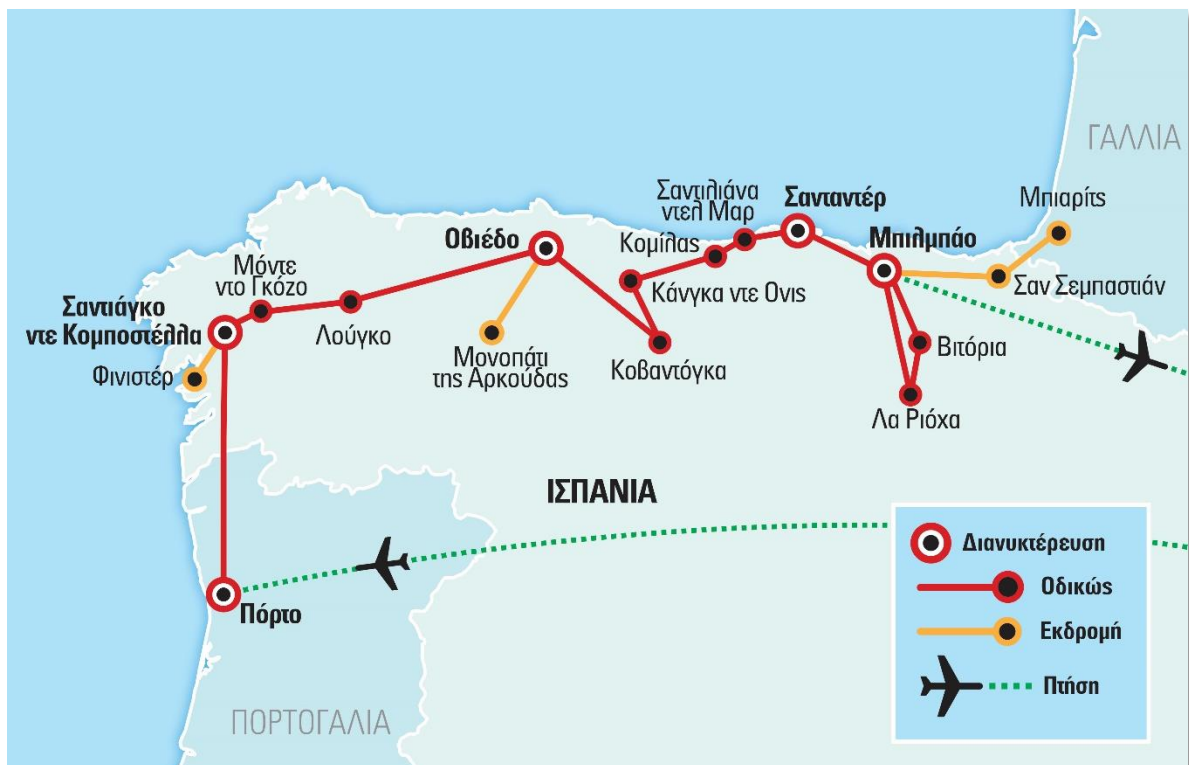 ΓΑΛΛΙΑ
Μπιαρίτς
Σαν Σεμπαστιάν
Μπιλμπάο
Βιτόρια
Λα Ριόχα
Σανταντέρ
Σαντιλιάνα
ντελ Μαρ
Κομίλας
Κάνγκα ντε Ονις
Κοβαντόγκα
Οβιέδο
Μονοπάτι
της Αρκούδας
Λούγκο
Μόντε
ντο Γκόζο
Σαντιάγκο
ντε Κομποστέλλα
Φινιστέρ
Πόρτο
ΙΣΠΑΝΙΑ
ΠΟΡΤΟΓΑΛΙΑ
Διανυκτέρευση
Οδικώς
Εκδρομή
Πτήση